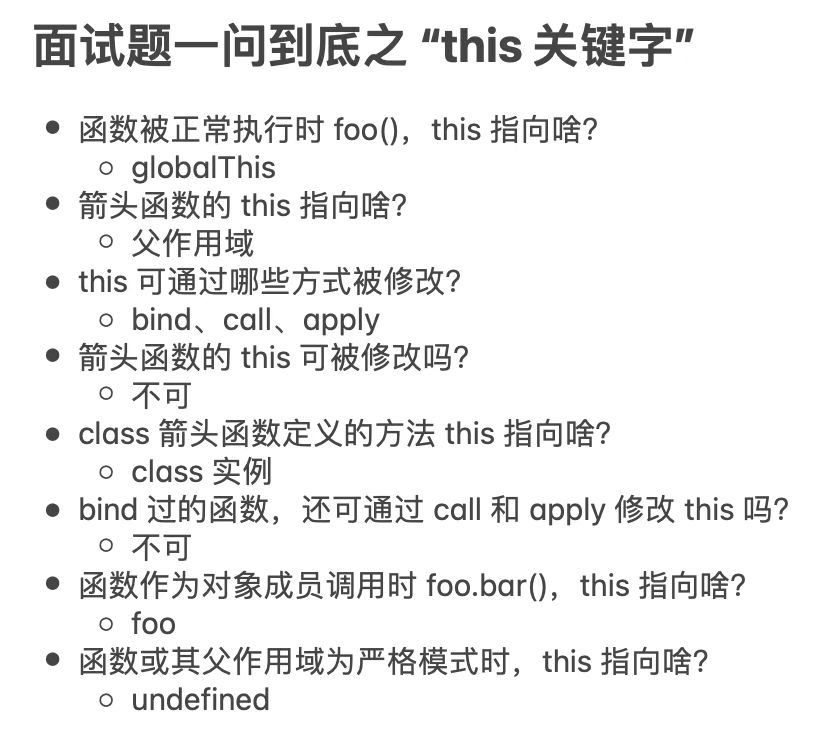 面试题一问到底之 “this 关键字”
• 函数被正常执行时 foo()，this 指向啥？
◦ globalThis
• 箭头函数的 this 指向啥？
◦ 父作用域
• this 可通过哪些方式被修改？
◦ bind、call、apply
• 箭头函数的 this 可被修改吗？
◦ 不可
• class 箭头函数定义的方法 this 指向啥？
◦ class 实例
• bind 过的函数，还可通过 call 和 apply 修改 this 吗？
◦ 不可
• 函数作为对象成员调用时 foo.bar()，this 指向啥？
◦ foo
• 函数或其父作用域为严格模式时，this 指向啥？
◦ undefined